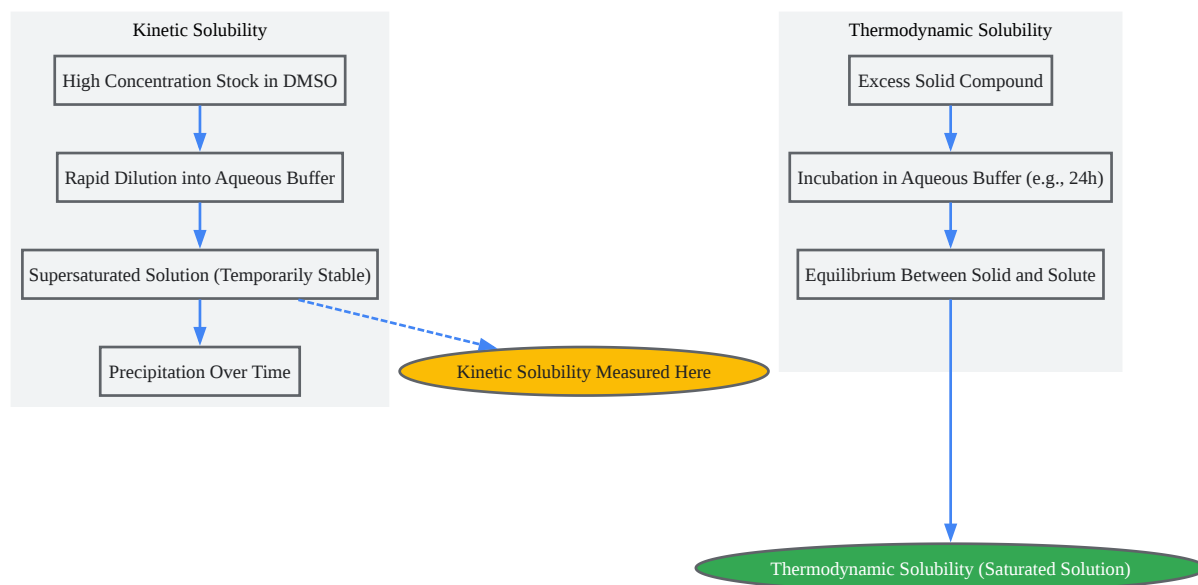 Kinetic Solubility
High Concentration Stock in DMSO
Rapid Dilution into Aqueous Buffer
Supersaturated Solution (Temporarily Stable)
Precipitation Over Time
Kinetic Solubility Measured Here
Thermodynamic Solubility
Excess Solid Compound
Incubation in Aqueous Buffer (e.g., 24h)
Equilibrium Between Solid and Solute
Thermodynamic Solubility (Saturated Solution)